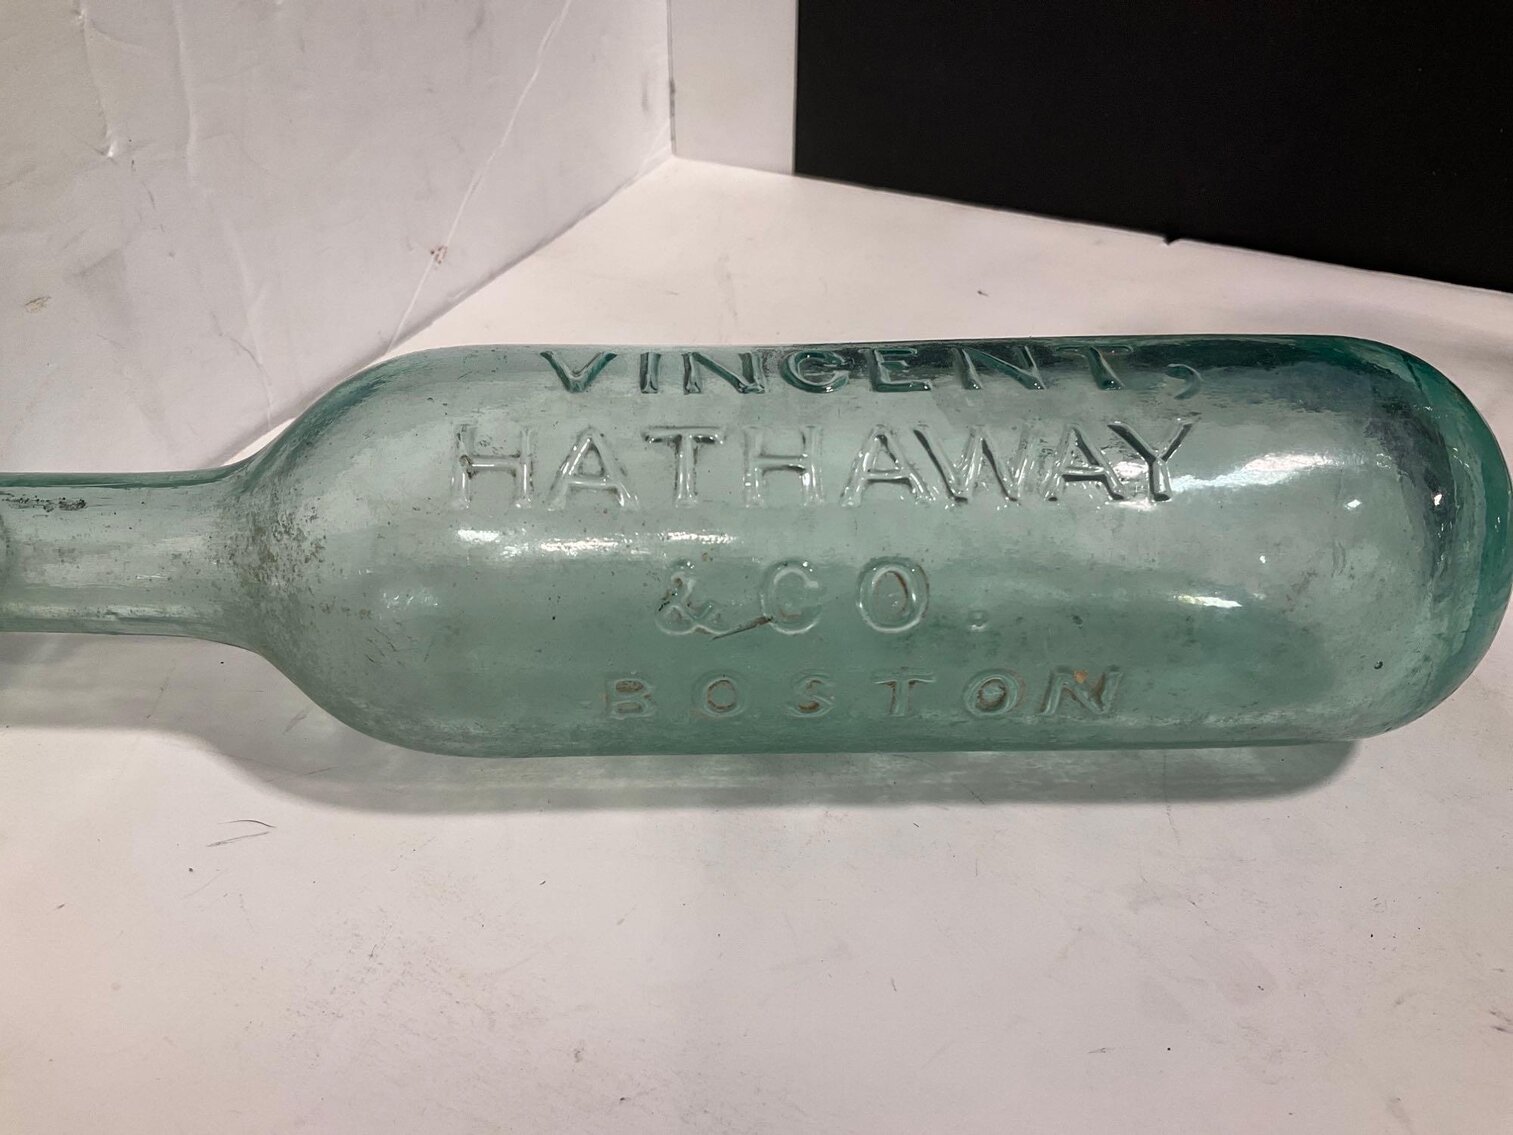 VINCENT,
HATHAWAY
& CO.
BOSTON